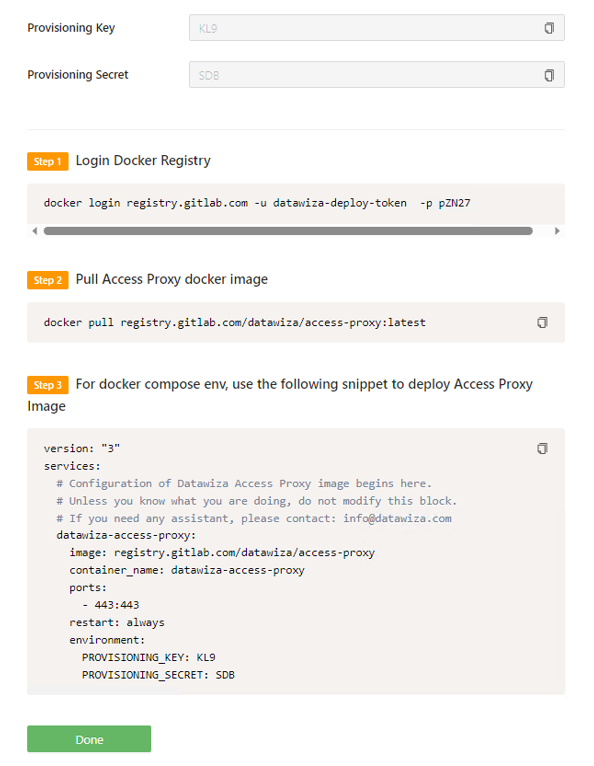 Provisioning Key KL9
Provisioning Secret SDB
Step 1 Login Docker Registry
docker login registry.gitlab.com -u datawiza-deploy-token  -p pZN27
Step 2 Pull Access Proxy docker image
docker pull registry.gitlab.com/datawiza/access-proxy:latest
Step 3 For docker compose env, use the following snippet to deploy Access Proxy
Image
version: "3"
services:
  # Configuration of Datawiza Access Proxy image begins here.
  # Unless you know what you are doing, do not modify this block.
  # If you need any assistant, please contact: info@datawiza.com
  datawiza-access-proxy:
    image: registry.gitlab.com/datawiza/access-proxy
    container_name: datawiza-access-proxy
    ports:
      - 443:443
    restart: always
    environment:
      PROVISIONING_KEY: KL9
      PROVISIONING_SECRET: SDB
Done